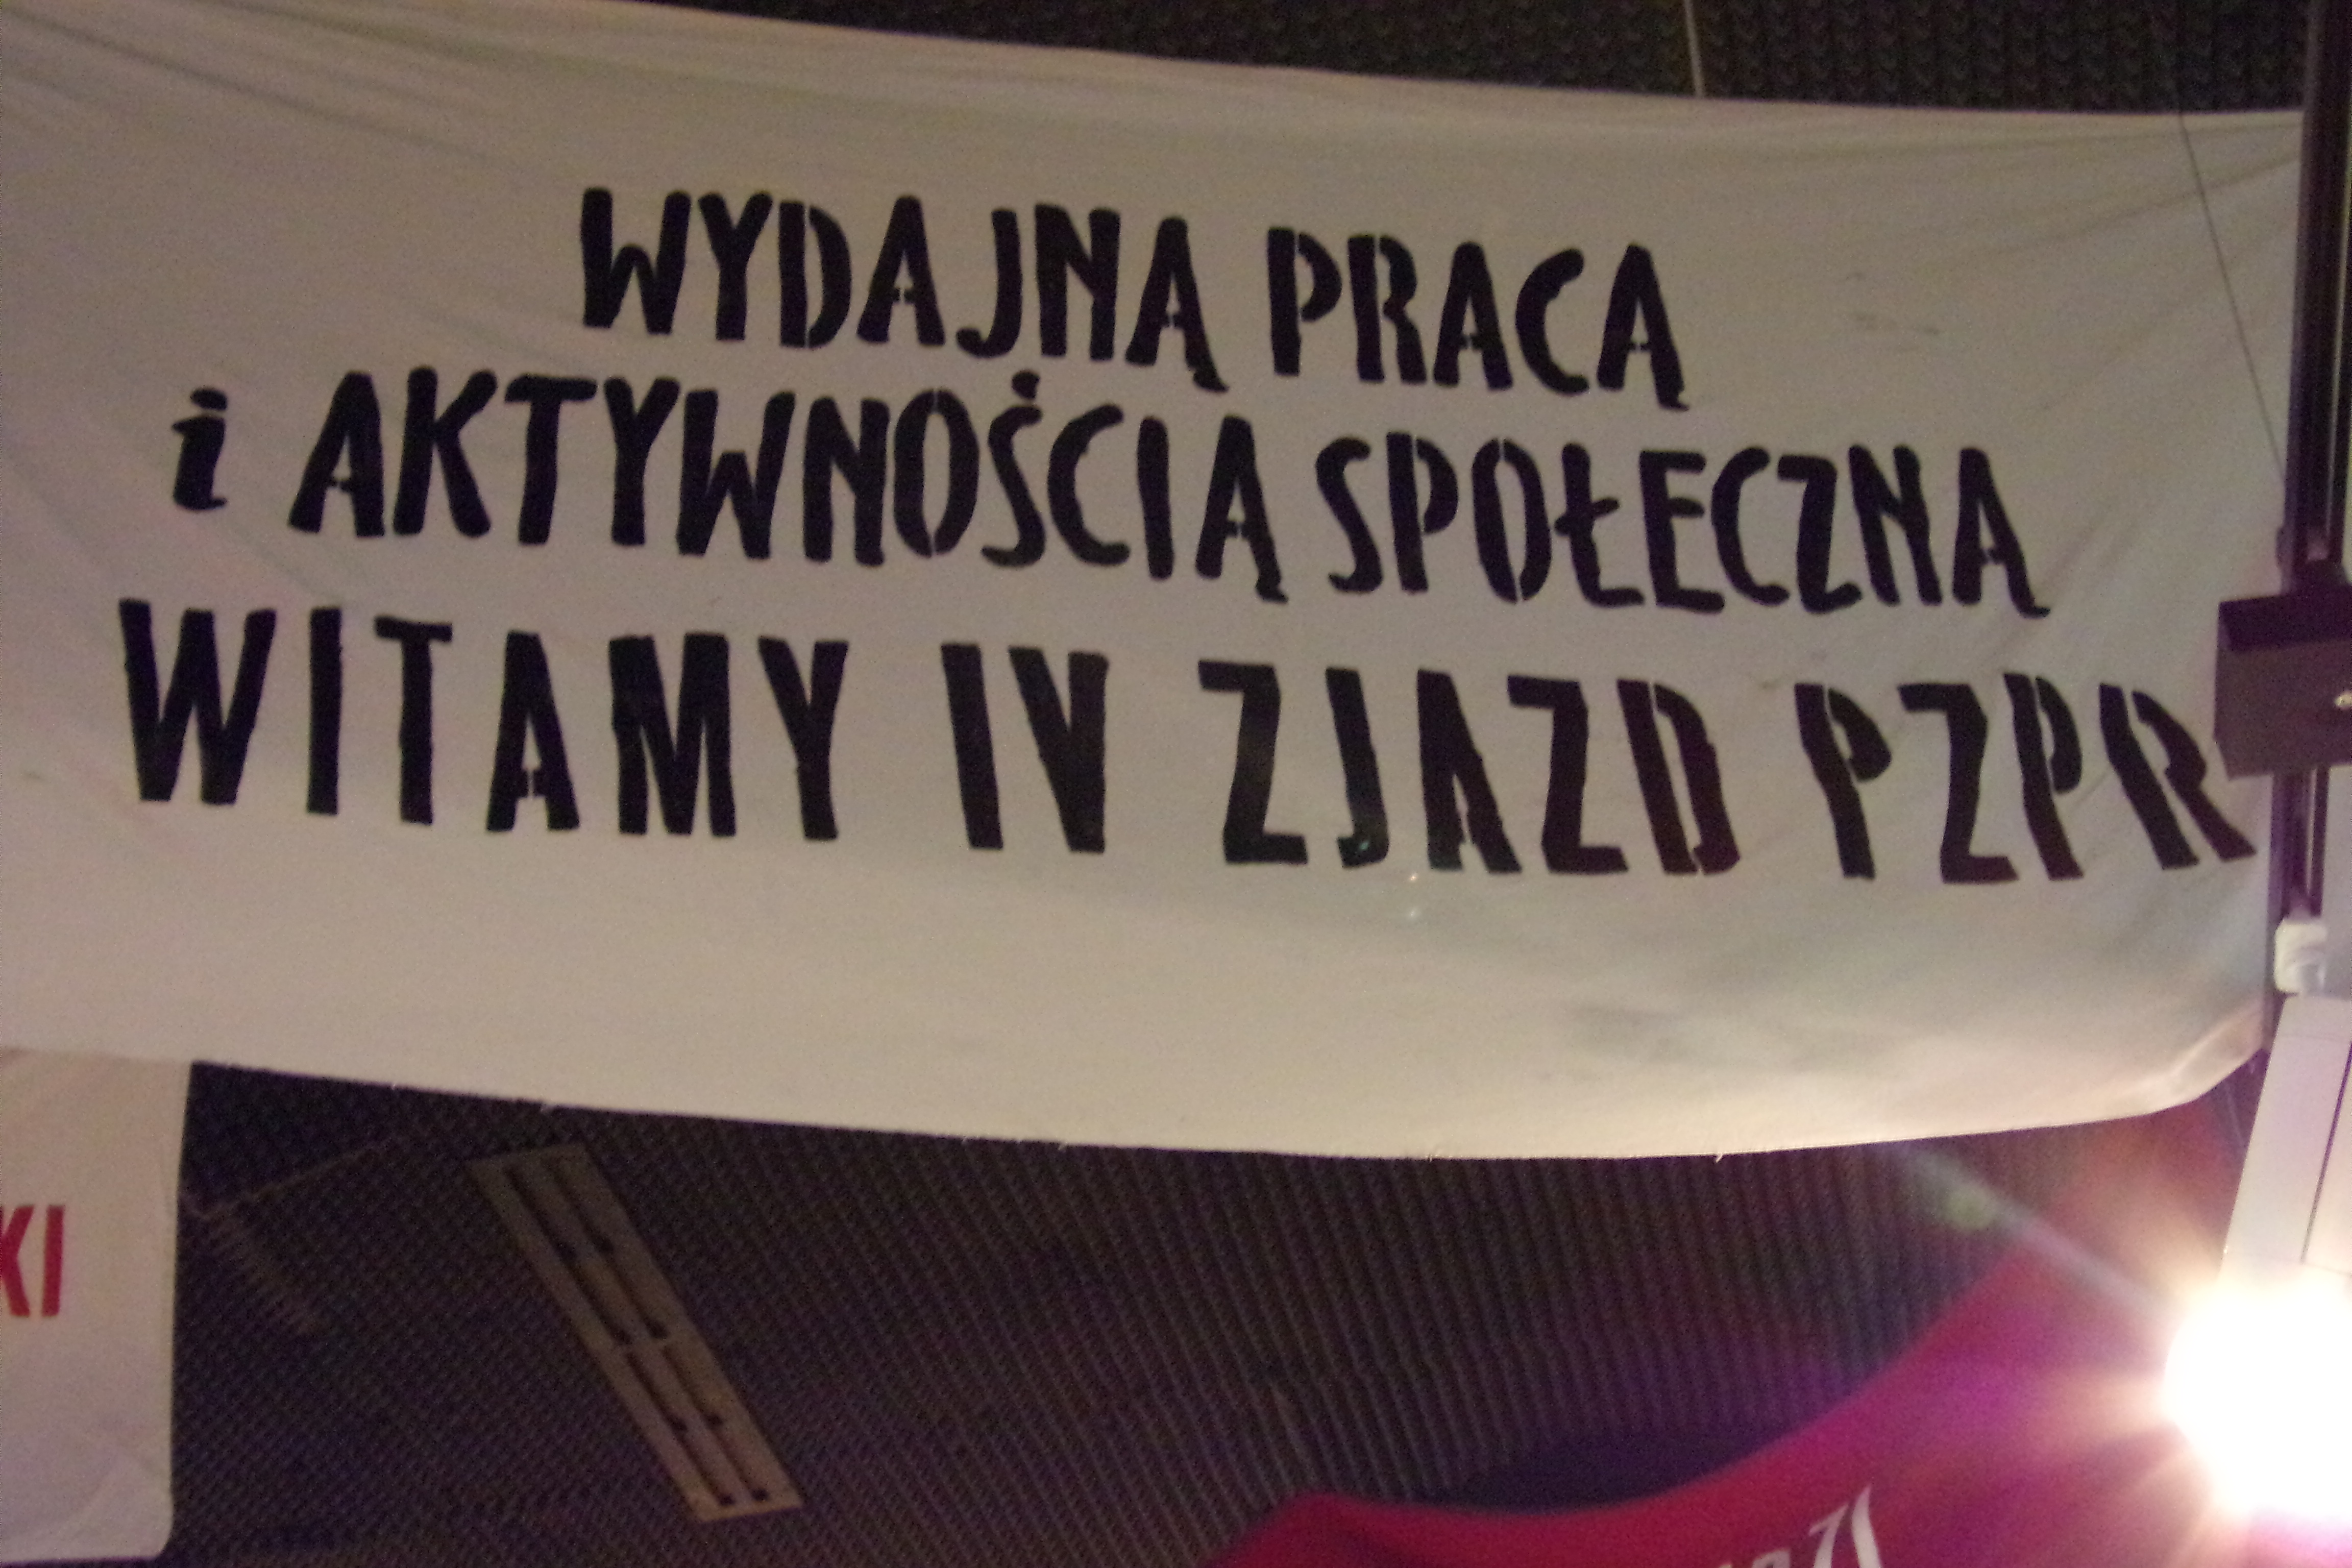 WYDAJNĄ PRACĄ
i AKTYWNOŚCIĄ SPOŁECZNĄ
WITAMY IV ZJAZD PZPR
KI